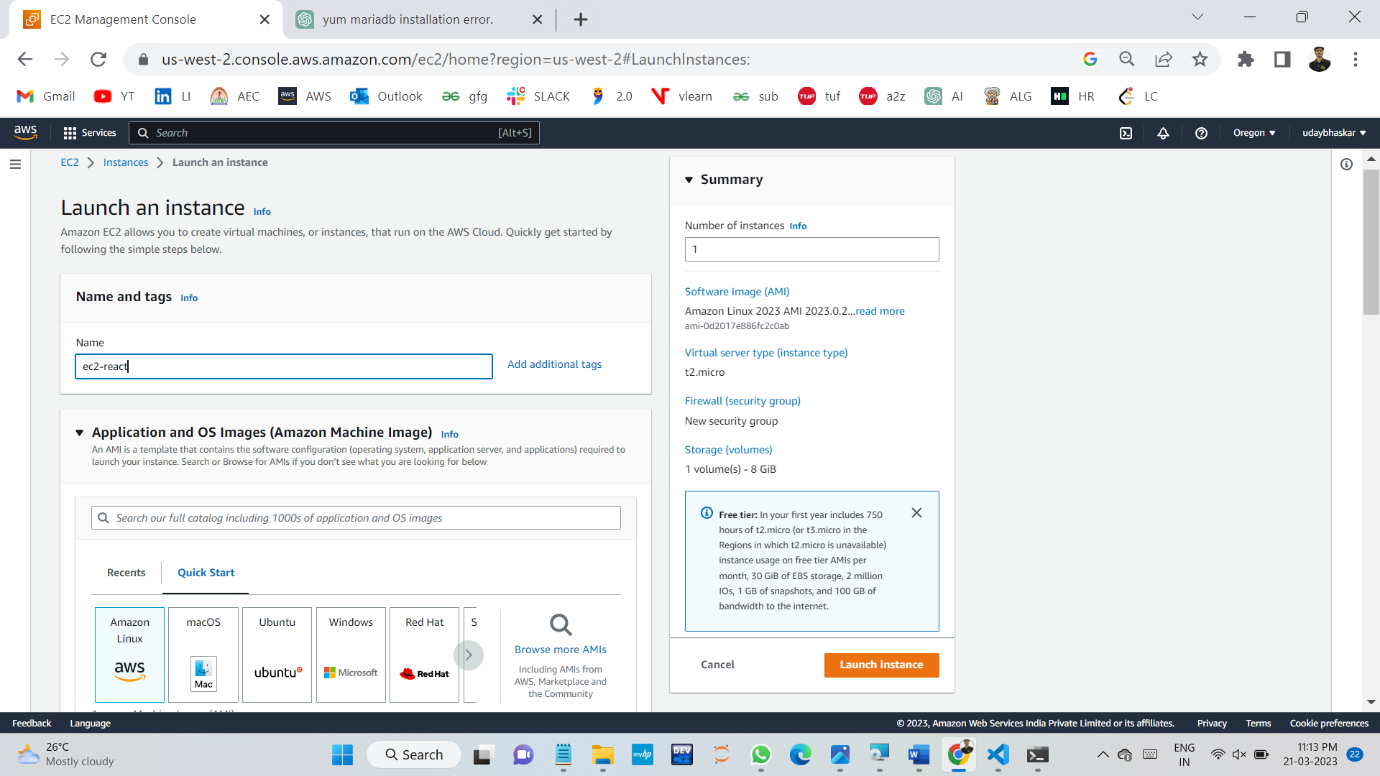 EC2 Management Console
yum mariadb installation error.
us-west-2.console.aws.amazon.com/ec2/home?region=us-west-2#LaunchInstances:
Gmail YT LI AEC AWS Outlook gfg SLACK 2.0 vlearn sub tuf a2z AI ALG HR LC
aws Services Search [Alt+S] Oregon udaybhaskar
EC2 Instances Launch an instance
Launch an instance Info
Amazon EC2 allows you to create virtual machines, or instances, that run on the AWS Cloud. Quickly get started by
following the simple steps below.
Name and tags Info
Name
ec2-react
Add additional tags
Application and OS Images (Amazon Machine Image) Info
An AMI is a template that contains the software configuration (operating system, application server, and applications) required to
launch your instance. Search or Browse for AMIs if you don't see what you are looking for below
Search our full catalog including 1000s of application and OS images
Recents Quick Start
Amazon
Linux
aws
macOS
Mac
Ubuntu
ubuntu
Windows
Microsoft
Red Hat
Red Hat
S
Browse more AMIs
Including AMIs from
AWS, Marketplace and
the Community
Summary
Number of instances Info
1
Software Image (AMI)
Amazon Linux 2023 AMI 2023.0.2...read more
ami-0d2017e886fc2c0ab
Virtual server type (instance type)
t2.micro
Firewall (security group)
New security group
Storage (volumes)
1 volume(s) - 8 GiB
Free tier: In your first year includes 750
hours of t2.micro (or t3.micro in the
Regions in which t2.micro is unavailable)
instance usage on free tier AMIs per
month, 30 GiB of EBS storage, 2 million
IOs, 1 GB of snapshots, and 100 GB of
bandwidth to the internet.
Cancel Launch instance
Feedback Language © 2023, Amazon Web Services India Private Limited or its affiliates. Privacy Terms Cookie preferences
26°C
Mostly cloudy
Search
ENG
IN
11:13 PM
21-03-2023
22